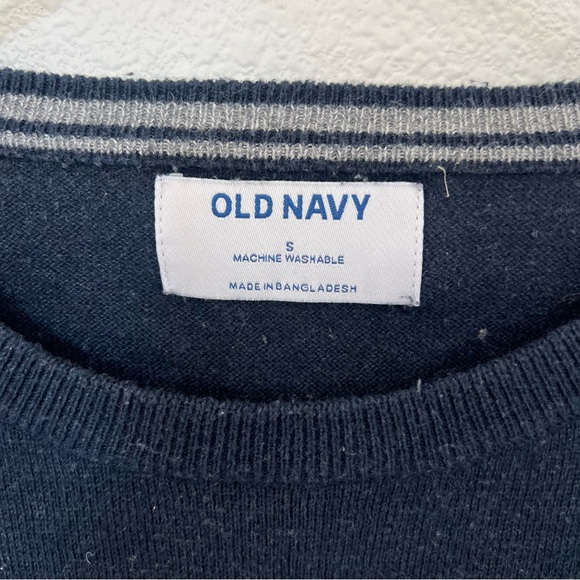 OLD NAVY
S
MACHINE WASHABLE
MADE IN BANGLADESH